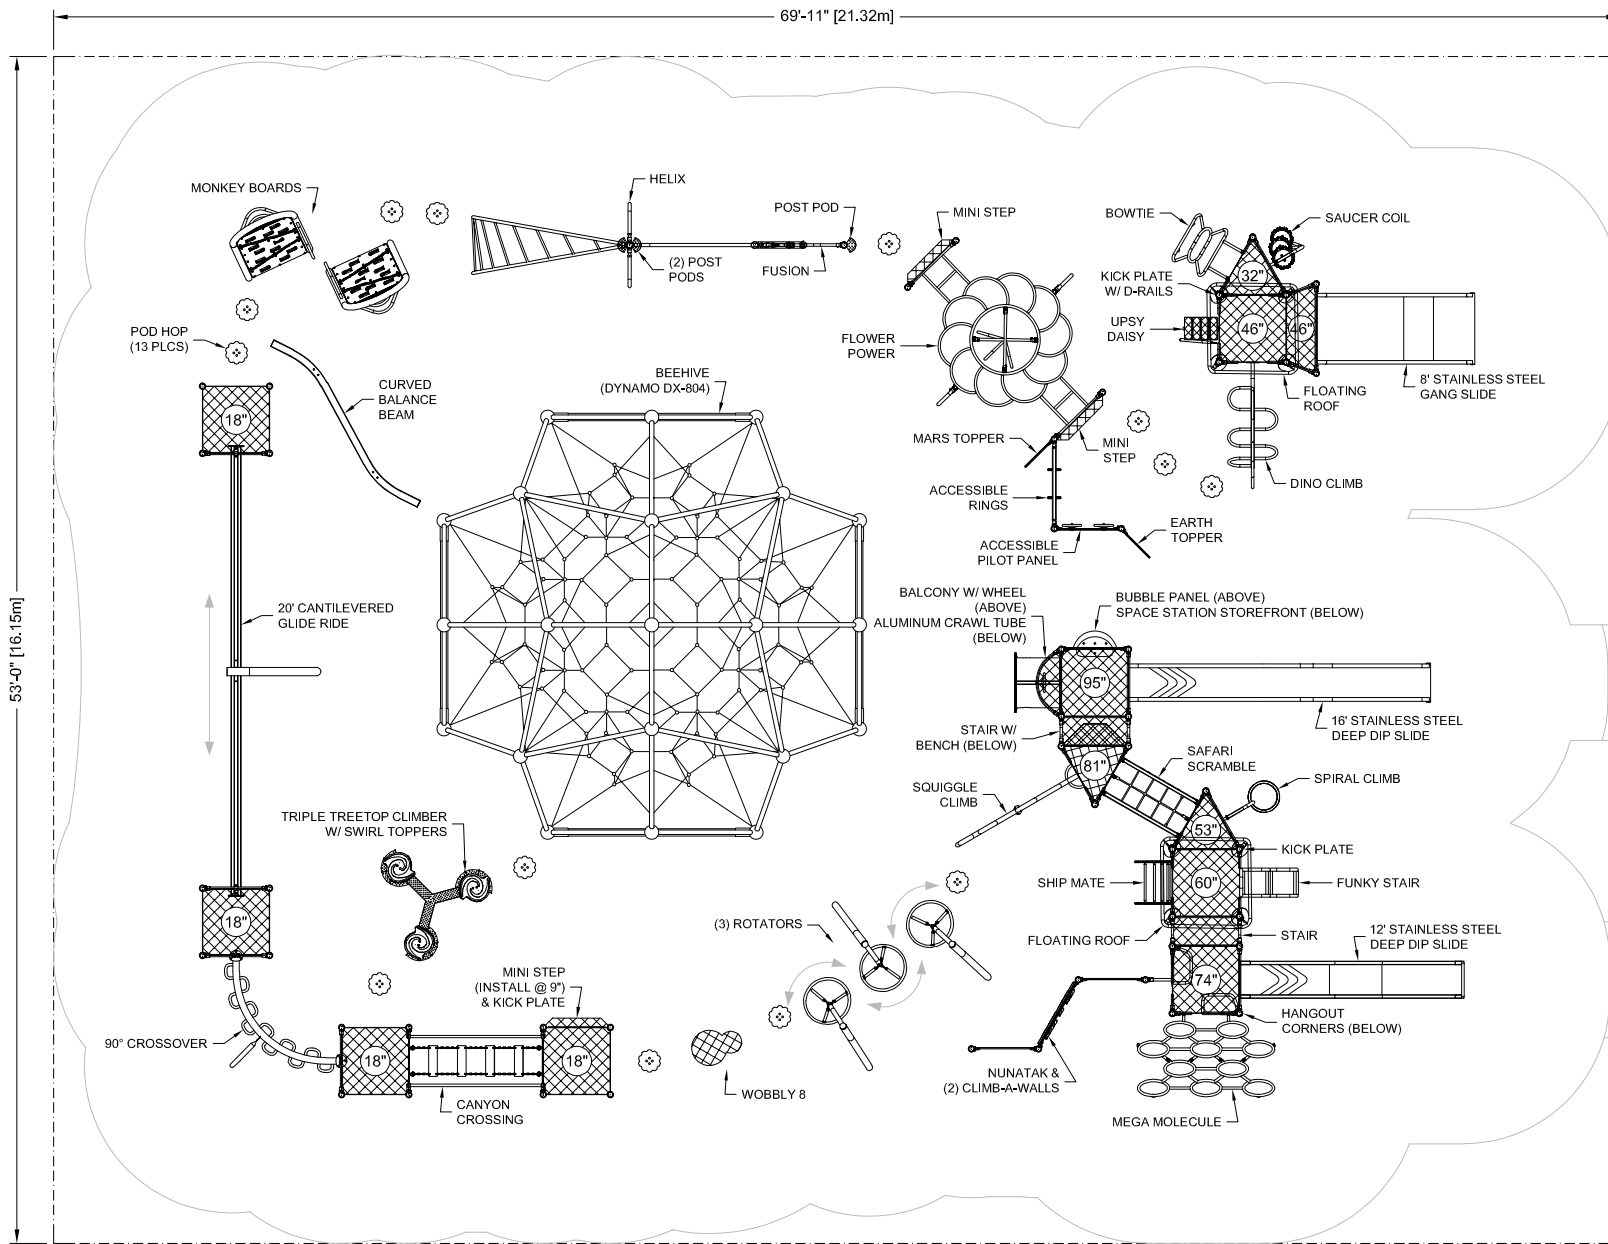 69'-11" [21.32m]
53'-0" [16.15m]
MONKEY BOARDS
HELIX
POST POD
(2) POST
PODS
FUSION
MINI STEP
BOWTIE
SAUCER COIL
KICK PLATE
W/ D-RAILS
32"
46"
46"
UPSY
DAISY
FLOWER
POWER
8' STAINLESS STEEL
GANG SLIDE
FLOATING
ROOF
DINO CLIMB
POD HOP
(13 PLCS)
CURVED
BALANCE
BEAM
18"
BEEHIVE
(DYNAMO DX-804)
MARS TOPPER
MINI
STEP
ACCESSIBLE
RINGS
ACCESSIBLE
PILOT PANEL
EARTH
TOPPER
20' CANTILEVERED
GLIDE RIDE
BALCONY W/ WHEEL
(ABOVE)
ALUMINUM CRAWL TUBE
(BELOW)
BUBBLE PANEL (ABOVE)
SPACE STATION STOREFRONT (BELOW)
95"
16' STAINLESS STEEL
DEEP DIP SLIDE
STAIR W/
BENCH (BELOW)
81"
SAFARI
SCRAMBLE
SPIRAL CLIMB
SQUIGGLE
CLIMB
53"
KICK PLATE
SHIP MATE
60"
FUNKY STAIR
FLOATING ROOF
STAIR
12' STAINLESS STEEL
DEEP DIP SLIDE
74"
HANGOUT
CORNERS (BELOW)
NUNATAK &
(2) CLIMB-A-WALLS
MEGA MOLECULE
TRIPLE TREETOP CLIMBER
W/ SWIRL TOPPERS
18"
(3) ROTATORS
MINI STEP
(INSTALL @ 9")
& KICK PLATE
90° CROSSOVER
18"
18"
CANYON
CROSSING
WOBBLY 8